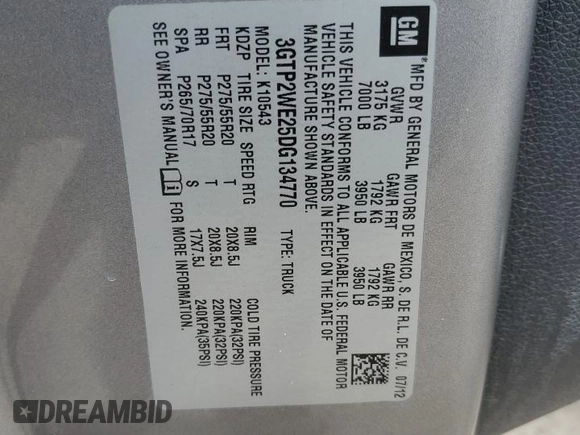 GM
MFD BY GENERAL MOTORS DE MEXICO, S. DE R.L. DE C.V. 07/12
GVWR GAWR FRT GAWR RR
3175 KG 1792 KG 1792 KG
7000 LB 3950 LB 3950 LB
THIS VEHICLE CONFORMS TO ALL APPLICABLE U.S. FEDERAL MOTOR
VEHICLE SAFETY STANDARDS IN EFFECT ON THE DATE OF
MANUFACTURE SHOWN ABOVE.
3GTP2WE25DG134770 TYPE: TRUCK
MODEL: K10543
KDZP TIRE SIZE SPEED RTG RIM COLD TIRE PRESSURE
FRT P275/55R20 T 20X8.5J 220KPA(32PSI)
RR P275/55R20 T 20X8.5J 220KPA(32PSI)
SPA P265/70R17 S 17X7.5J 240KPA(35PSI)
SEE OWNER'S MANUAL i FOR MORE INFORMATION.
DREAMBID